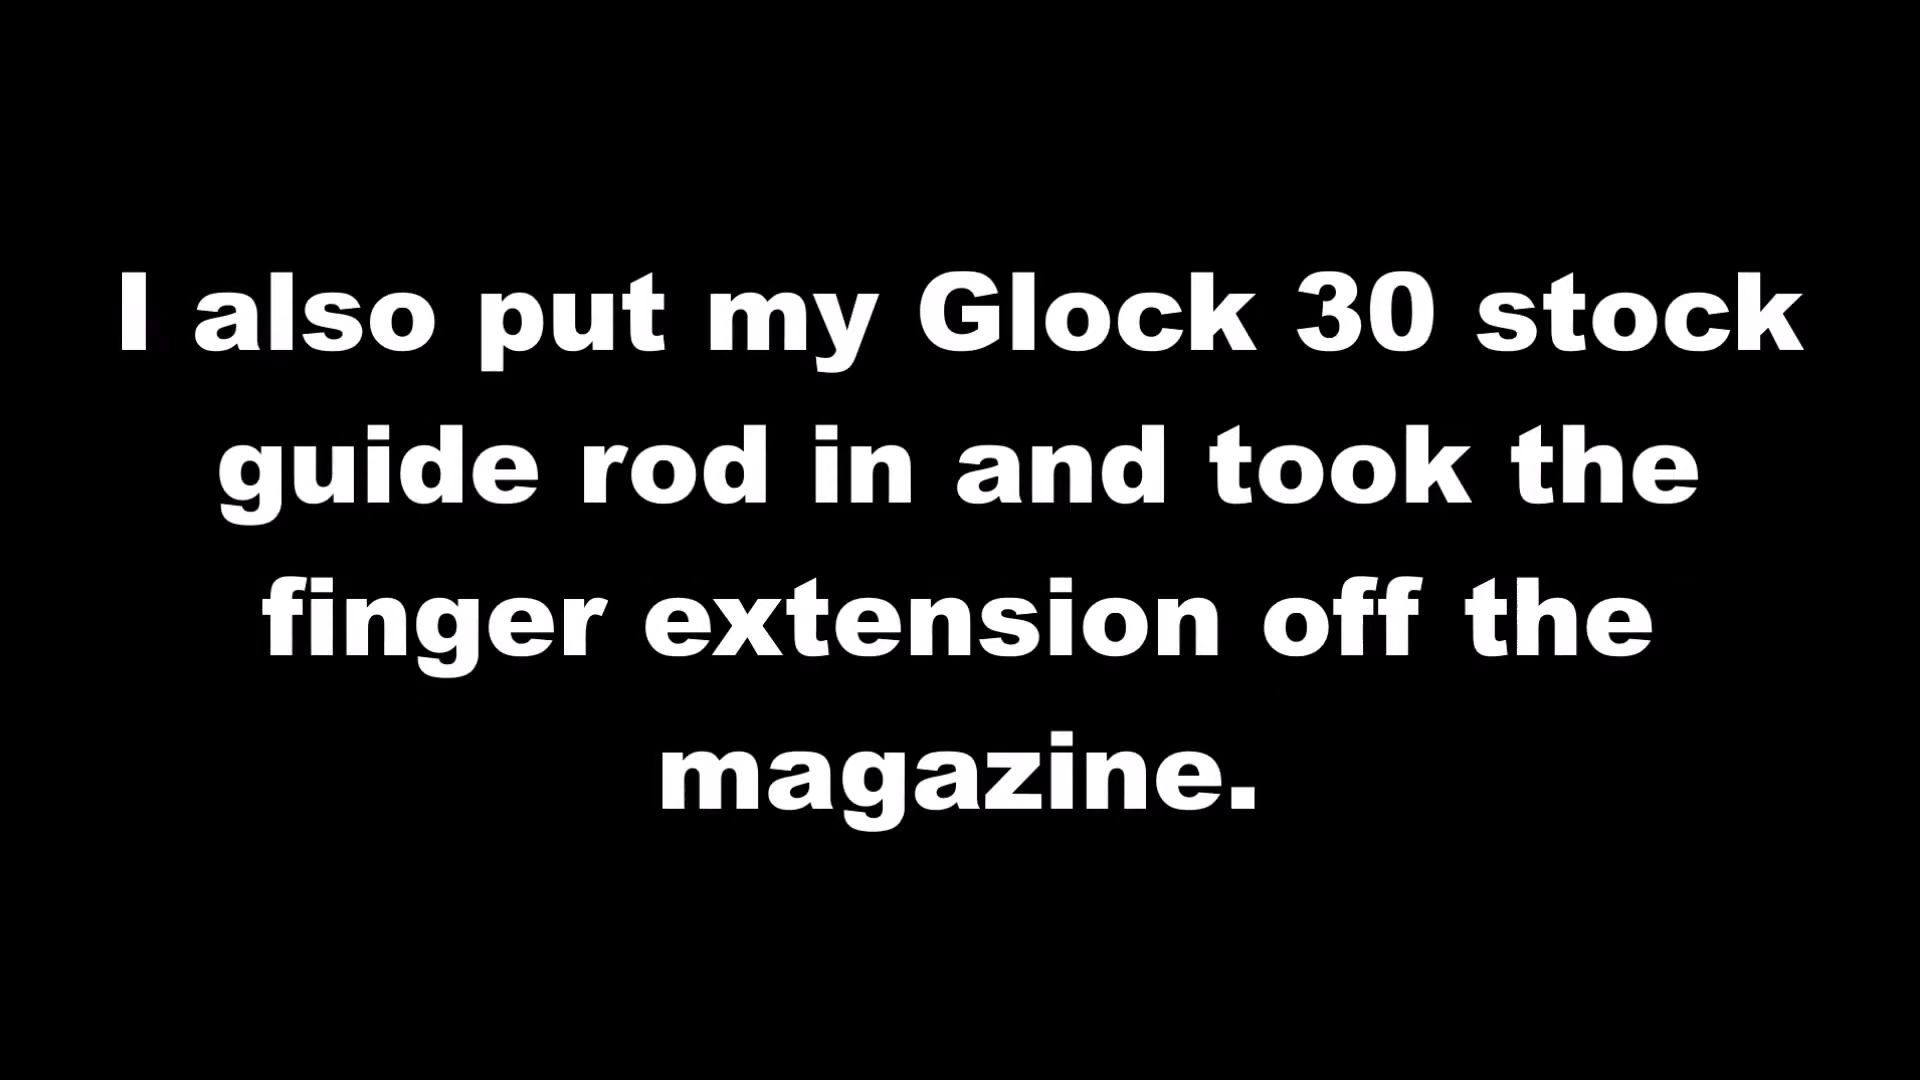 I also put my Glock 30 stock
guide rod in and took the
finger extension off the
magazine.